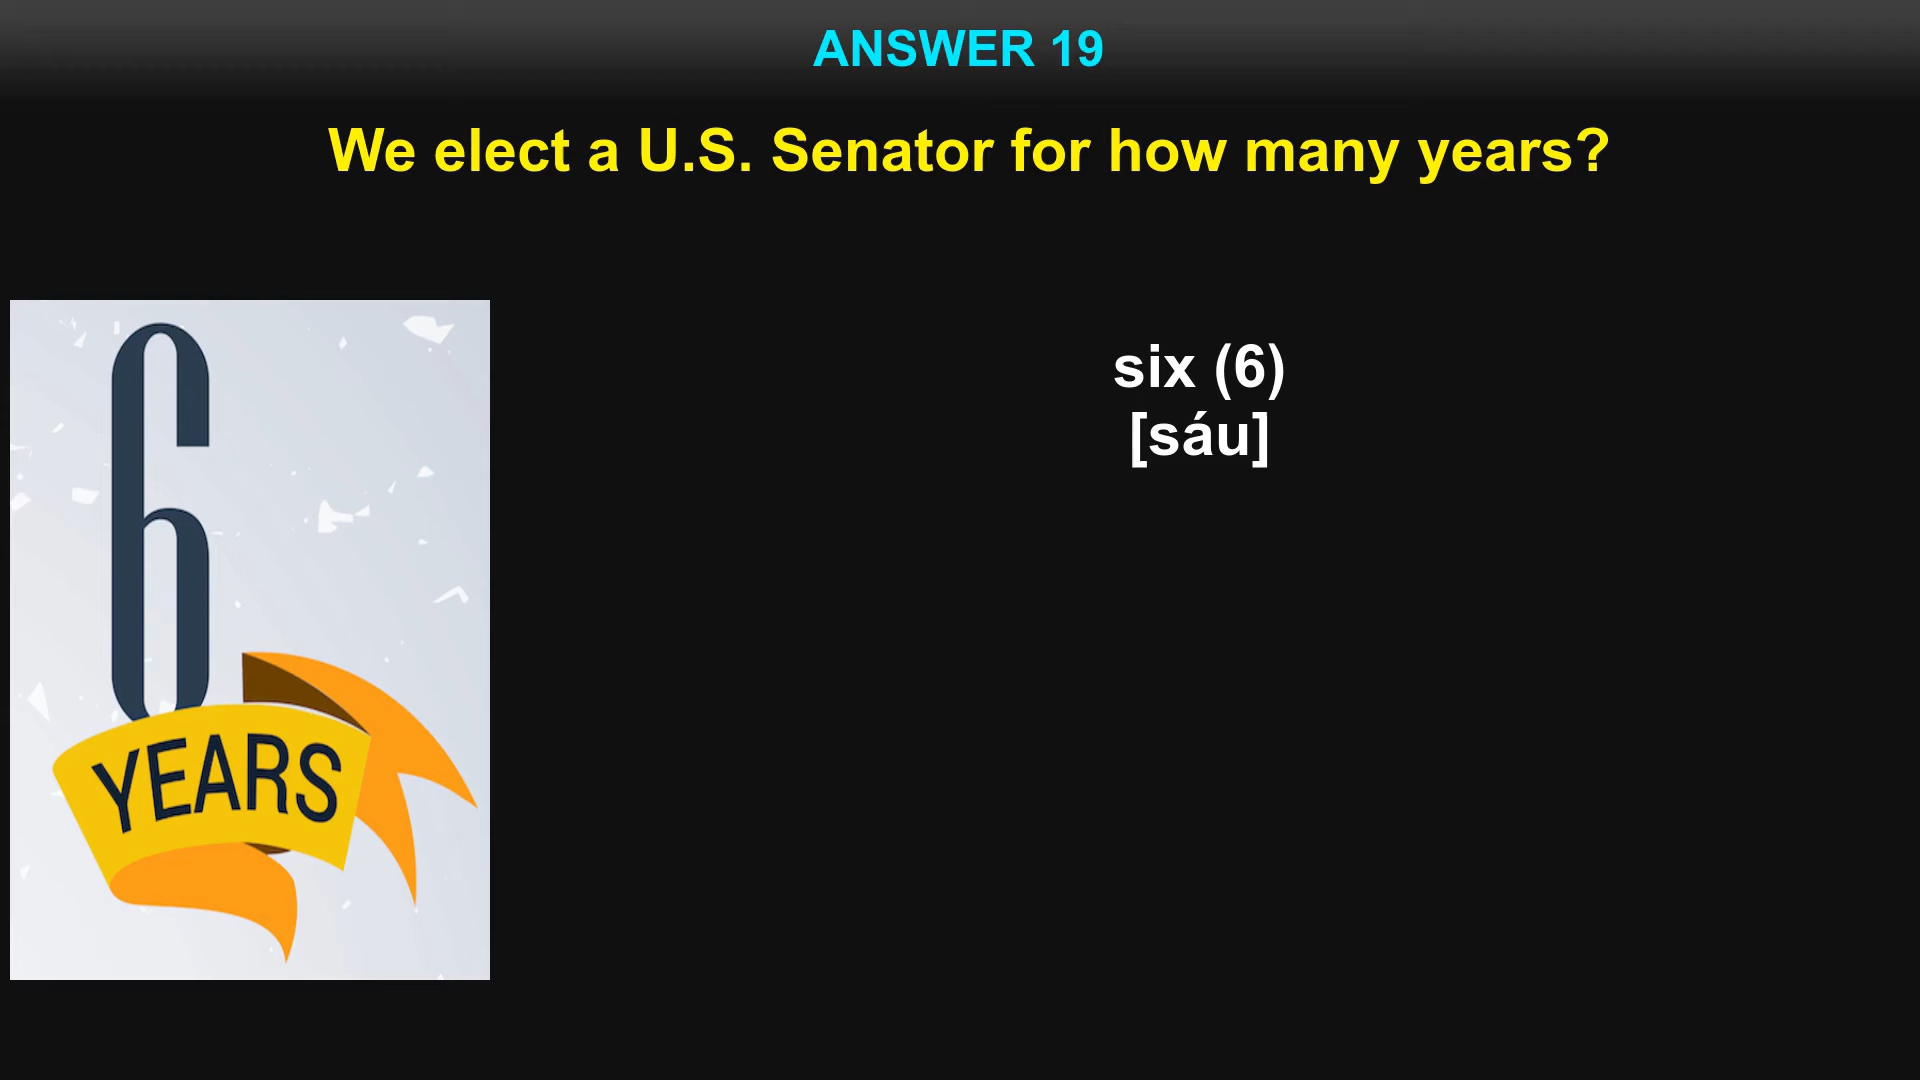 ANSWER 19
We elect a U.S. Senator for how many years?
six (6)
[sáu]
6
YEARS